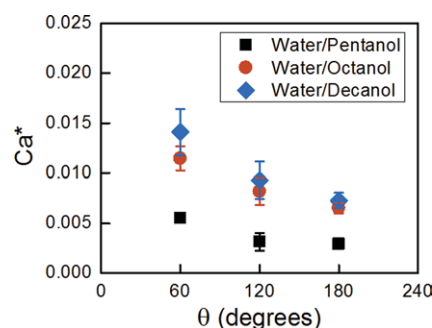 0.025
0.020
0.015
0.010
0.005
0.000
Ca*
Water/Pentanol
Water/Octanol
Water/Decanol
0 60 120 180 240
θ (degrees)